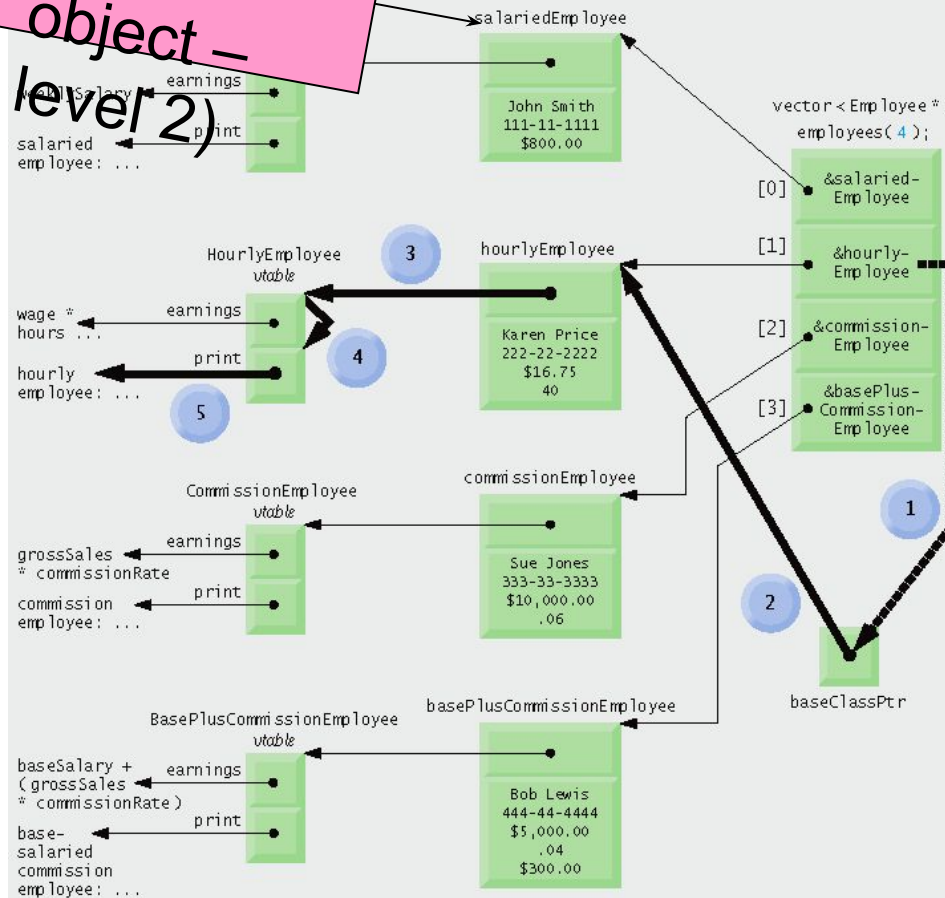 object –
level 2)
salariedEmployee
earnings
weeklySalary
print
salaried
employee: ...
John Smith
111-11-1111
$800.00
vector < Employee *
employees( 4 );
[0]
&salaried-
Employee
[1]
&hourly-
Employee
[2]
&commission-
Employee
[3]
&basePlus-
Commission-
Employee
HourlyEmployee
vtable
3
hourlyEmployee
earnings
wage *
hours ...
print
hourly
employee: ...
4
5
Karen Price
222-22-2222
$16.75
40
CommissionEmployee
vtable
commissionEmployee
earnings
grossSales
* commissionRate
print
commission
employee: ...
Sue Jones
333-33-3333
$10,000.00
.06
1
2
baseClassPtr
BasePlusCommissionEmployee
vtable
basePlusCommissionEmployee
earnings
baseSalary +
(grossSales
* commissionRate)
print
base-
salaried
commission
employee: ...
Bob Lewis
444-44-4444
$5,000.00
.04
$300.00